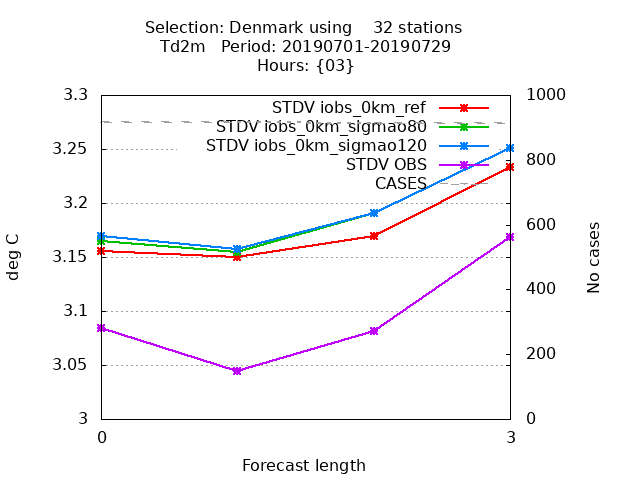 Selection: Denmark using    32 stations
Td2m   Period: 20190701-20190729
Hours: {03}
3.3
3.25
3.2
3.15
3.1
3.05
3
deg C
STDV iobs_0km_ref
STDV iobs_0km_sigmao80
STDV iobs_0km_sigmao120
STDV OBS
CASES
1000
800
600
400
200
0
No cases
0 3
Forecast length